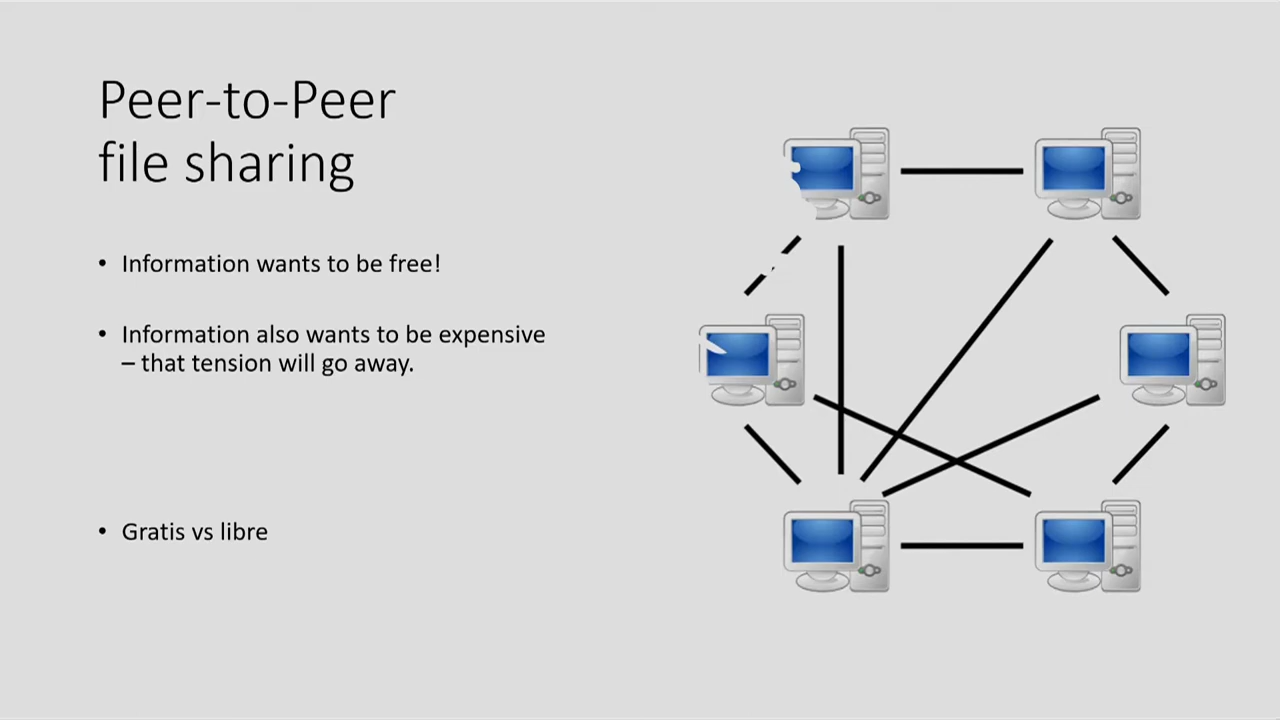 Peer-to-Peer
file sharing
• Information wants to be free!
• Information also wants to be expensive
– that tension will go away.
• Gratis vs libre